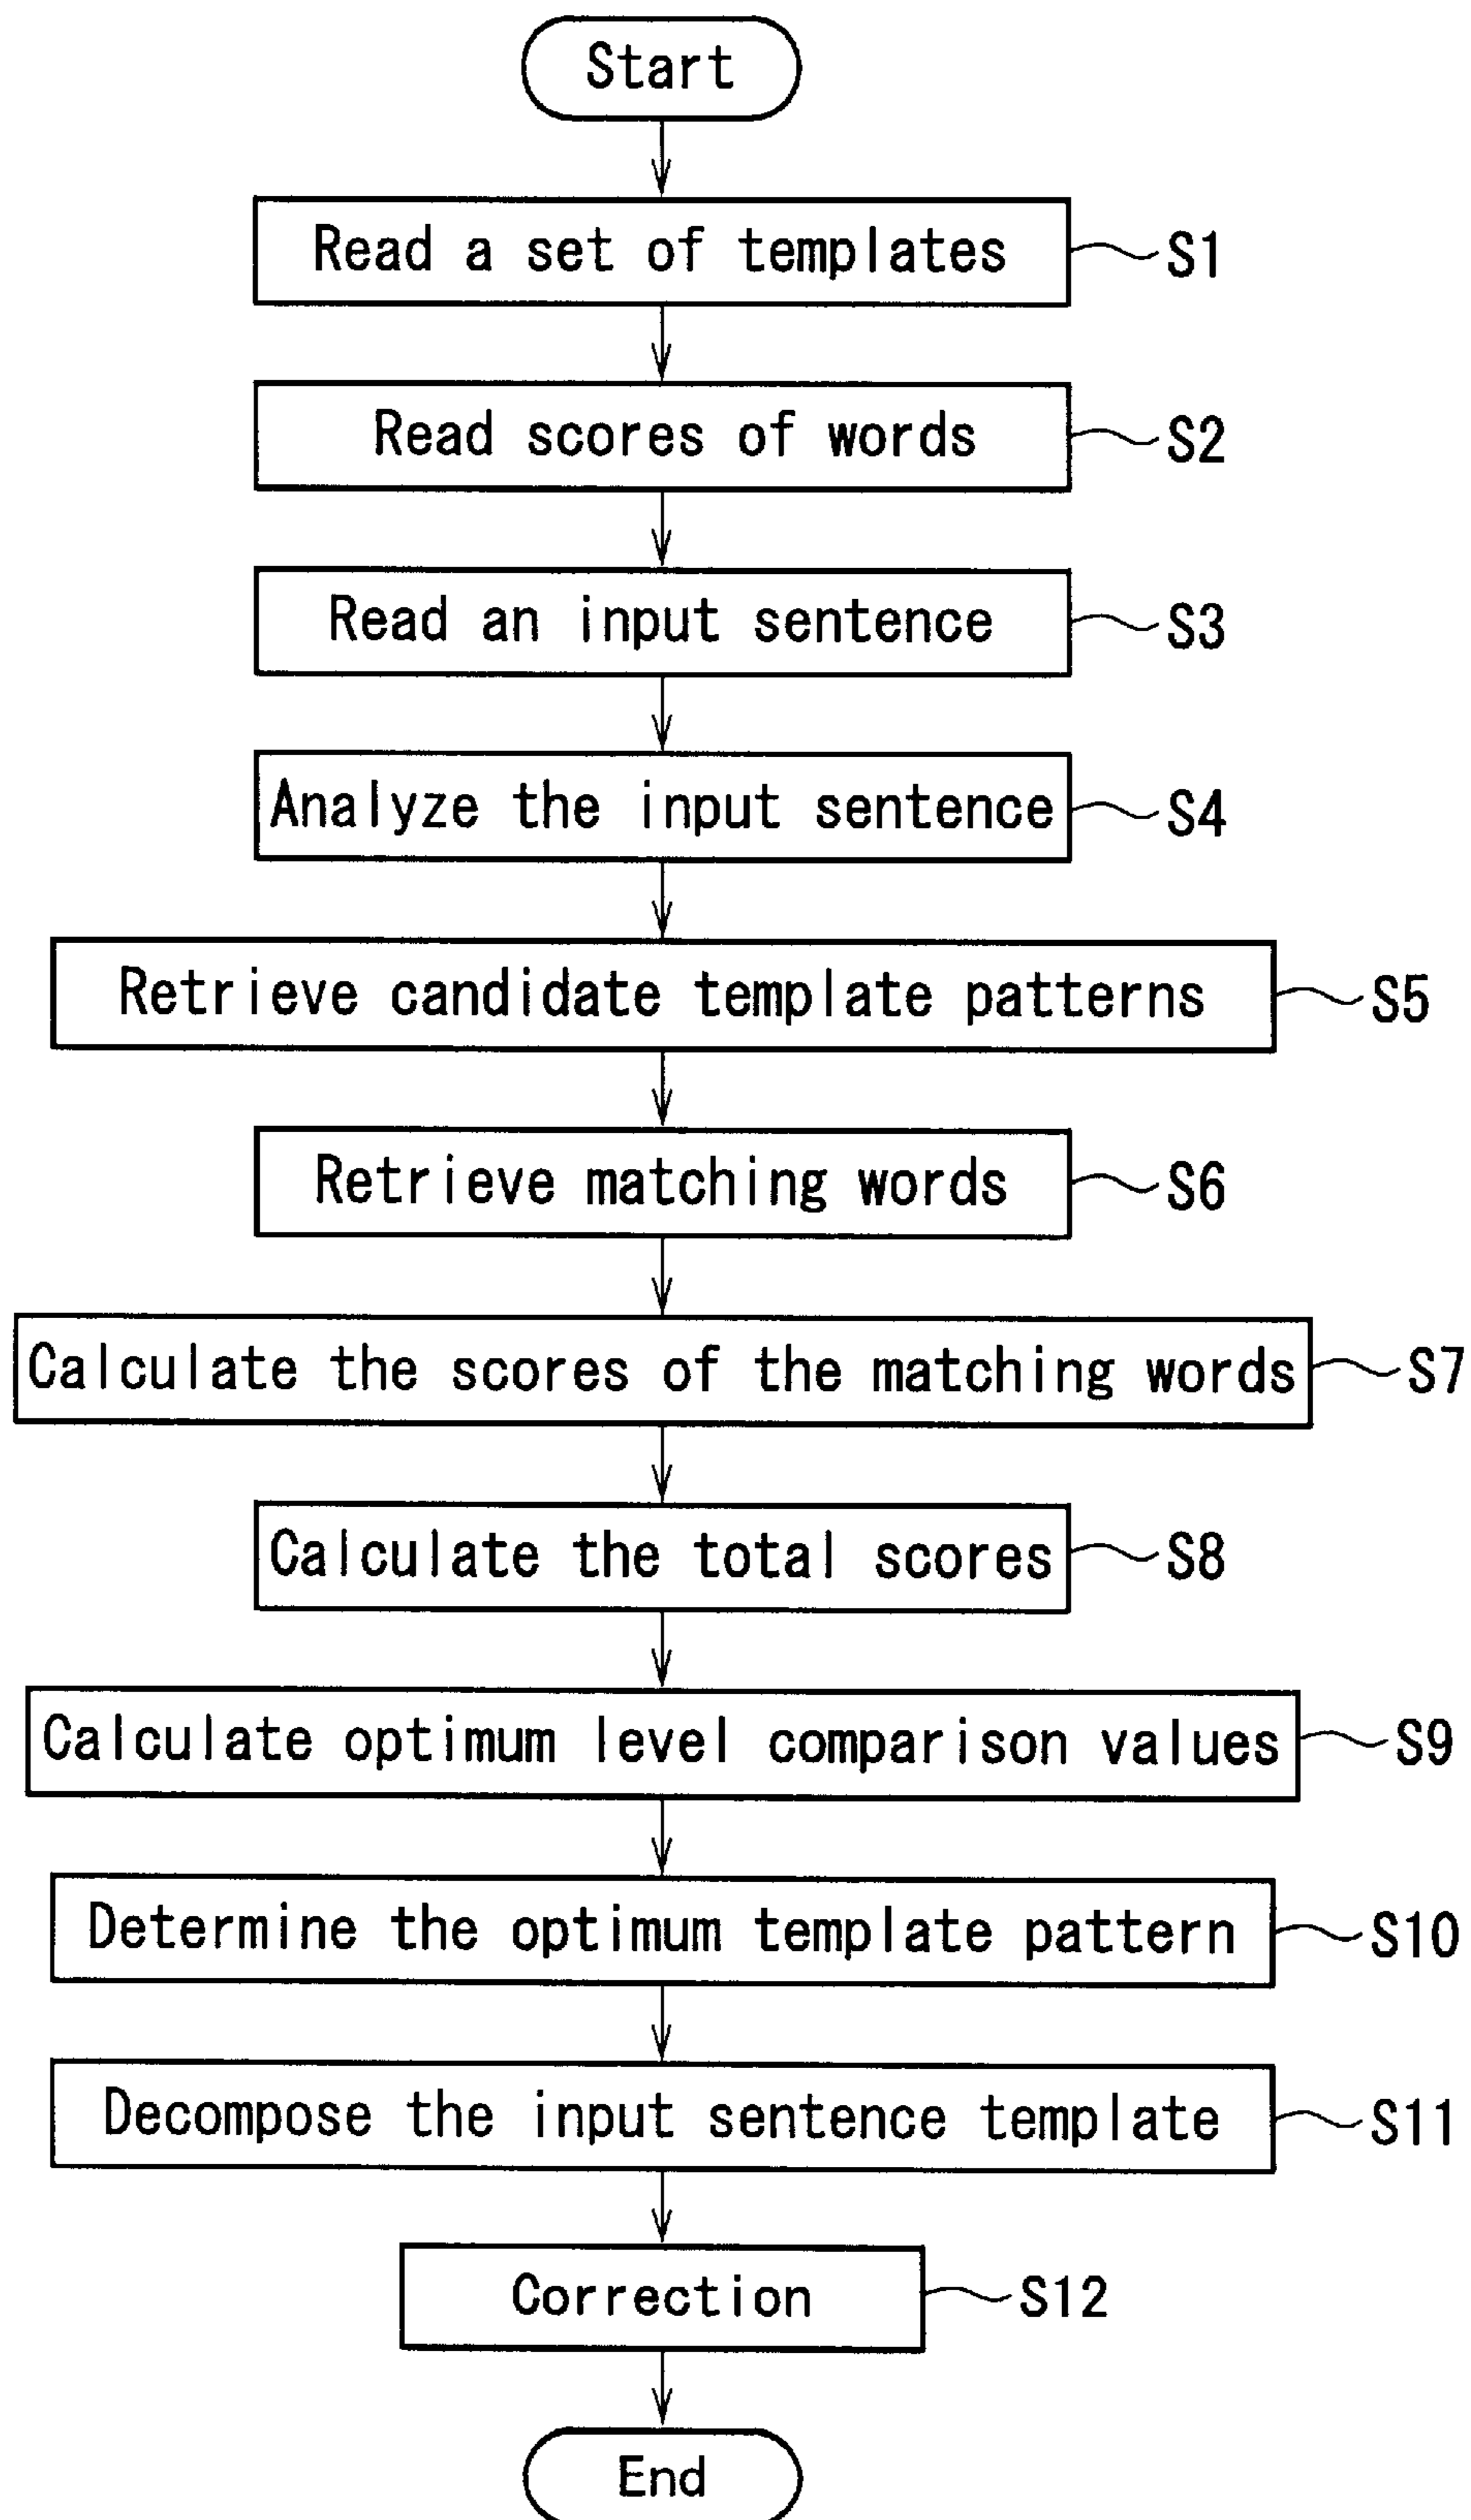 Start
Read a set of templates S1
Read scores of words S2
Read an input sentence S3
Analyze the input sentence S4
Retrieve candidate template patterns S5
Retrieve matching words S6
Calculate the scores of the matching words S7
Calculate the total scores S8
Calculate optimum level comparison values S9
Determine the optimum template pattern S10
Decompose the input sentence template S11
Correction S12
End